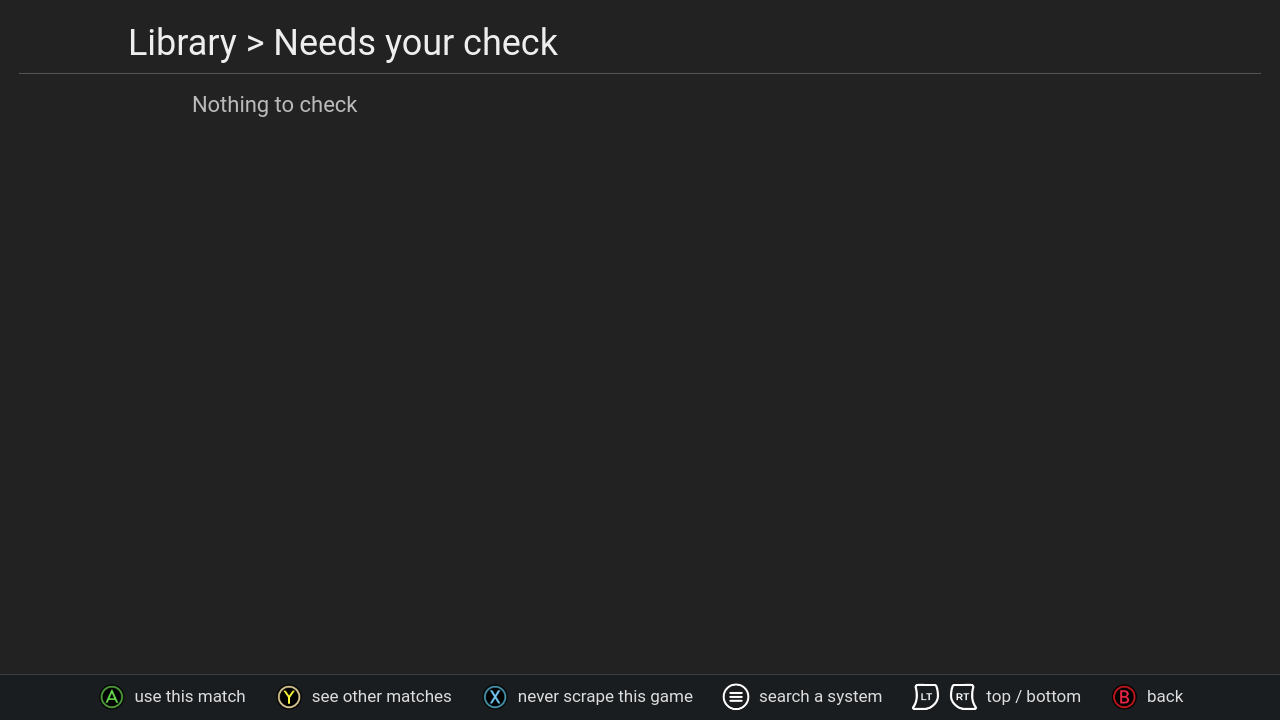 Library > Needs your check
Nothing to check
A use this match Y see other matches X never scrape this game search a system LT RT top / bottom B back